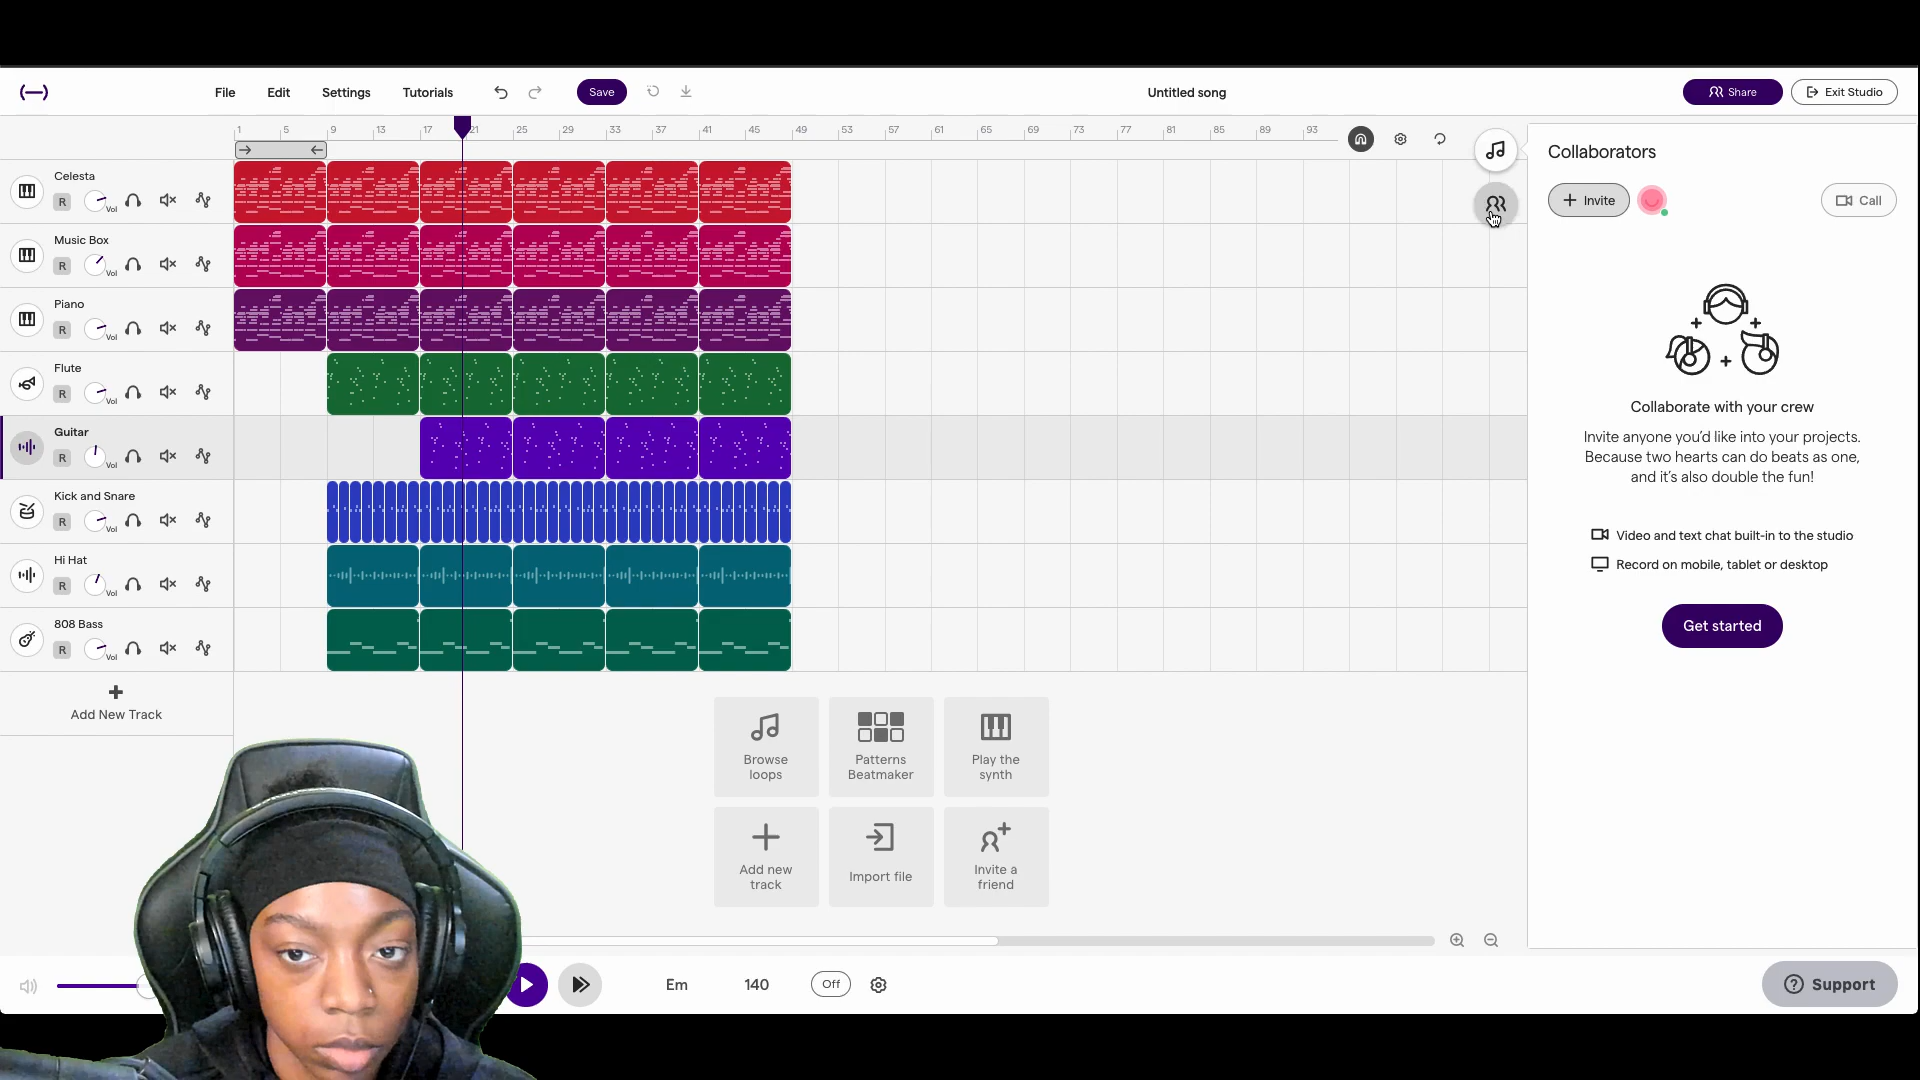 File Edit Settings Tutorials Save Untitled song Share Exit Studio
1 5 9 13 17 21 25 29 33 37 41 45 49 53 57 61 65 69 73 77 81 85 89 93
Collaborators
Invite Call
Celesta
R Vol
Music Box
R Vol
Piano
R Vol
Flute
R Vol
Guitar
R Vol
Kick and Snare
R Vol
Hi Hat
R Vol
808 Bass
R Vol
Add New Track
Collaborate with your crew
Invite anyone you'd like into your projects.
Because two hearts can do beats as one,
and it's also double the fun!
Video and text chat built-in to the studio
Record on mobile, tablet or desktop
Get started
Browse
loops
Patterns
Beatmaker
Play the
synth
Add new
track
Import file
Invite a
friend
Em 140 Off
Support